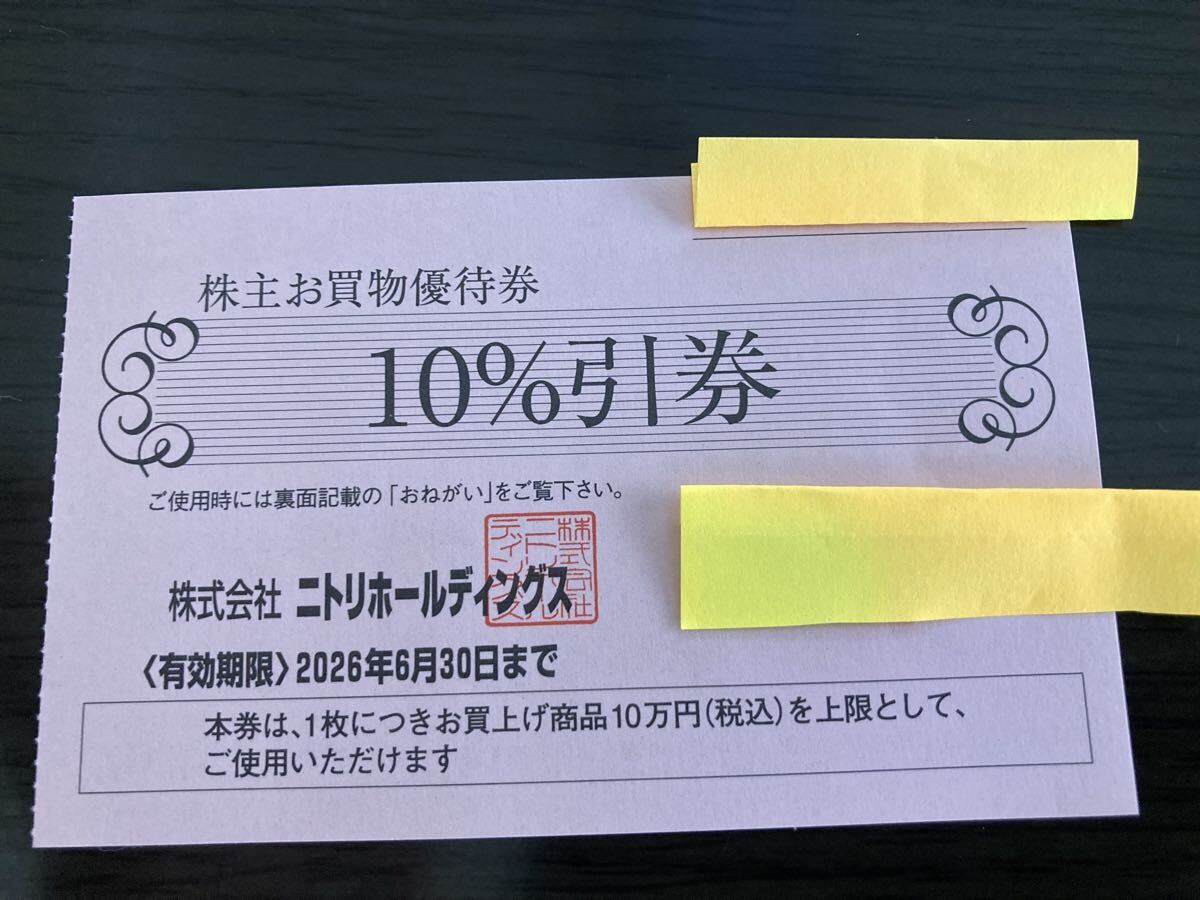 株主お買物優待券
10%引券
ご使用時には裏面記載の「おねがい」をご覧下さい。
株式会社 ニトリホールディングス
〈有効期限〉2026年6月30日まで
本券は、1枚につきお買上げ商品10万円(税込)を上限として、
ご使用いただけます